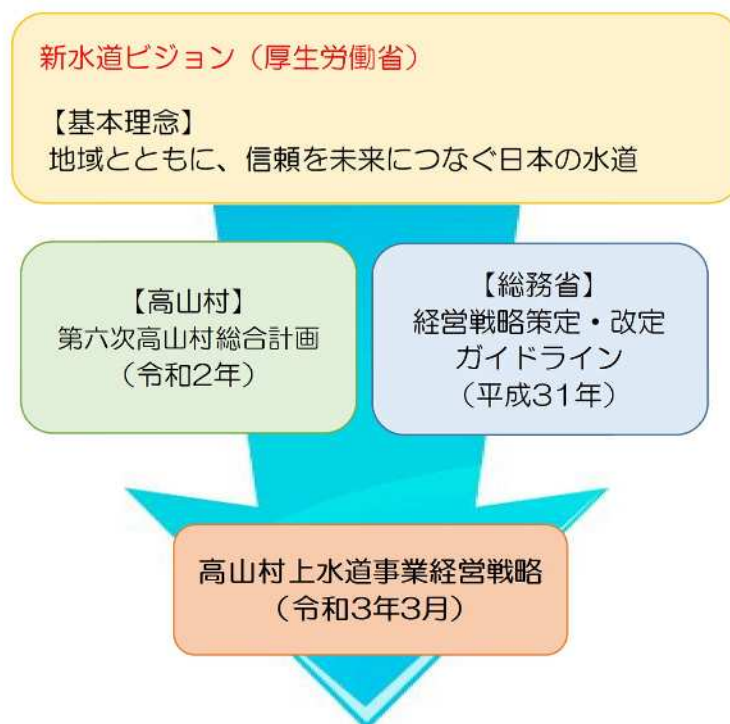 新水道ビジョン（厚生労働省）
【基本理念】
地域とともに、信頼を未来につなぐ日本の水道
【高山村】
第六次高山村総合計画
（令和2年）
【総務省】
経営戦略策定・改定
ガイドライン
（平成31年）
高山村上水道事業経営戦略
（令和3年3月）